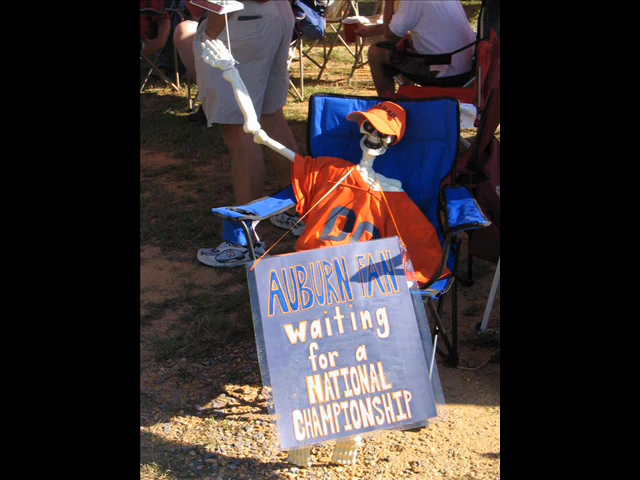 AUBURN FAN
waiting
for a
NATIONAL
CHAMPIONSHIP